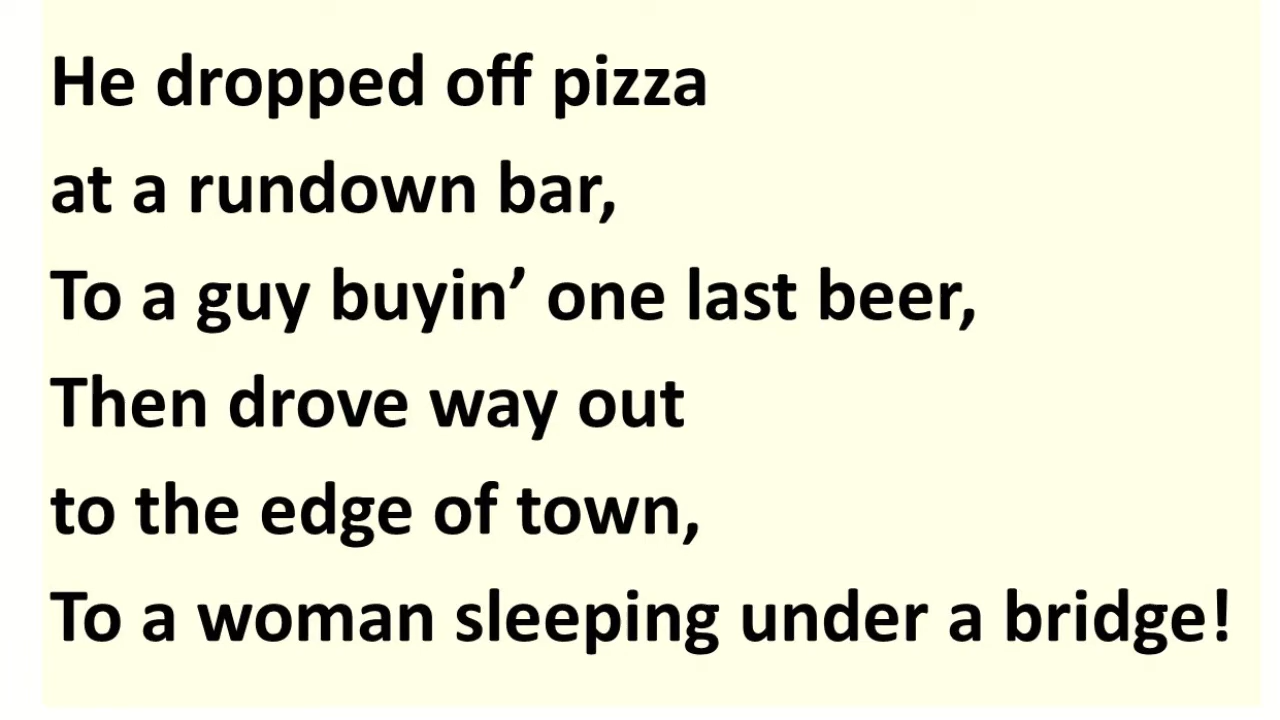 He dropped off pizza
at a rundown bar,
To a guy buyin’ one last beer,
Then drove way out
to the edge of town,
To a woman sleeping under a bridge!